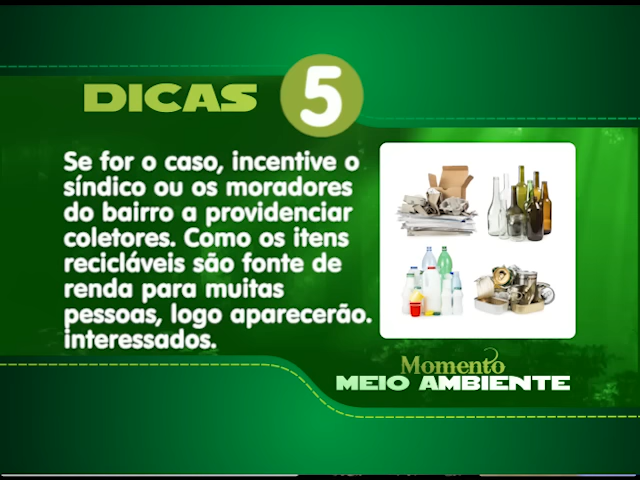 DICAS 5
Se for o caso, incentive o
síndico ou os moradores
do bairro a providenciar
coletores. Como os itens
recicláveis são fonte de
renda para muitas
pessoas, logo aparecerão.
interessados.
Momento
MEIO AMBIENTE